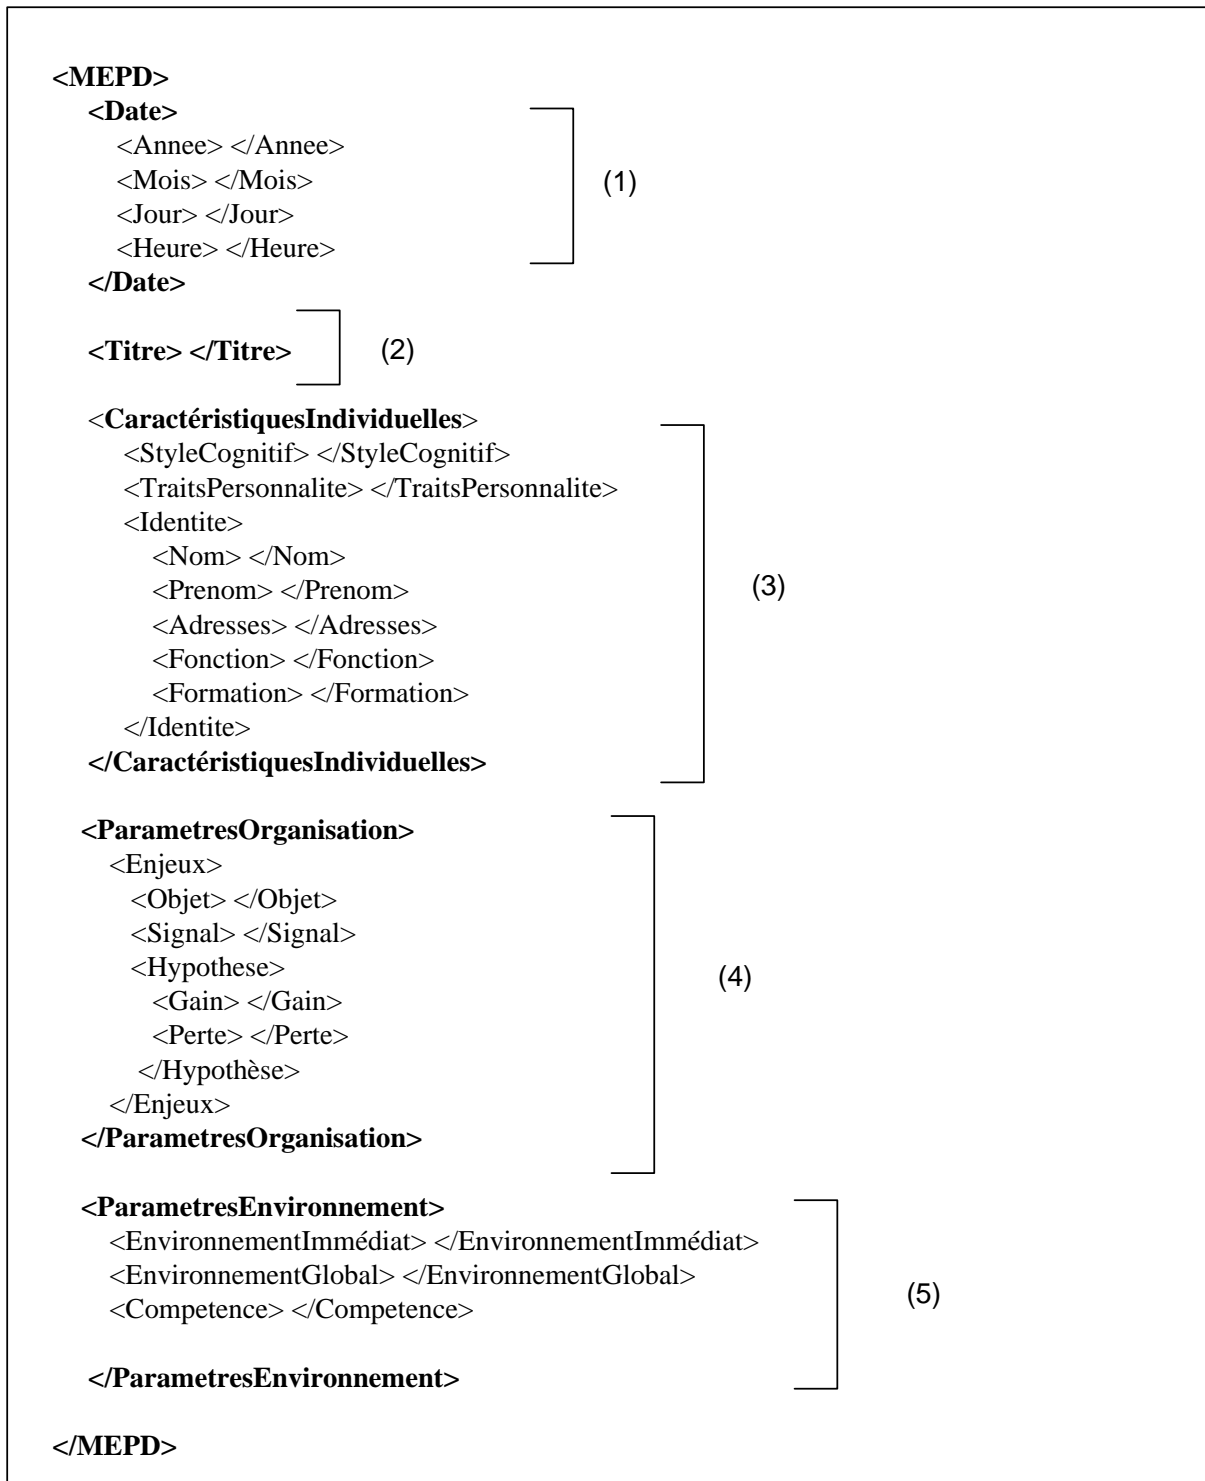 <MEPD>
<Date>
<Annee> </Annee>
<Mois> </Mois>
(1)
<Jour> </Jour>
<Heure> </Heure>
</Date>
<Titre> </Titre>
(2)
<CaractéristiquesIndividuelles>
<StyleCognitif> </StyleCognitif>
<TraitsPersonnalite> </TraitsPersonnalite>
<Identite>
<Nom> </Nom>
<Prenom> </Prenom>
(3)
<Adresses> </Adresses>
<Fonction> </Fonction>
<Formation> </Formation>
</Identite>
</CaractéristiquesIndividuelles>
<ParametresOrganisation>
<Enjeux>
<Objet> </Objet>
<Signal> </Signal>
<Hypothese>
(4)
<Gain> </Gain>
<Perte> </Perte>
</Hypothèse>
</Enjeux>
</ParametresOrganisation>
<ParametresEnvironnement>
<EnvironnementImmédiat> </EnvironnementImmédiat>
<EnvironnementGlobal> </EnvironnementGlobal>
(5)
<Competence> </Competence>
</ParametresEnvironnement>
</MEPD>